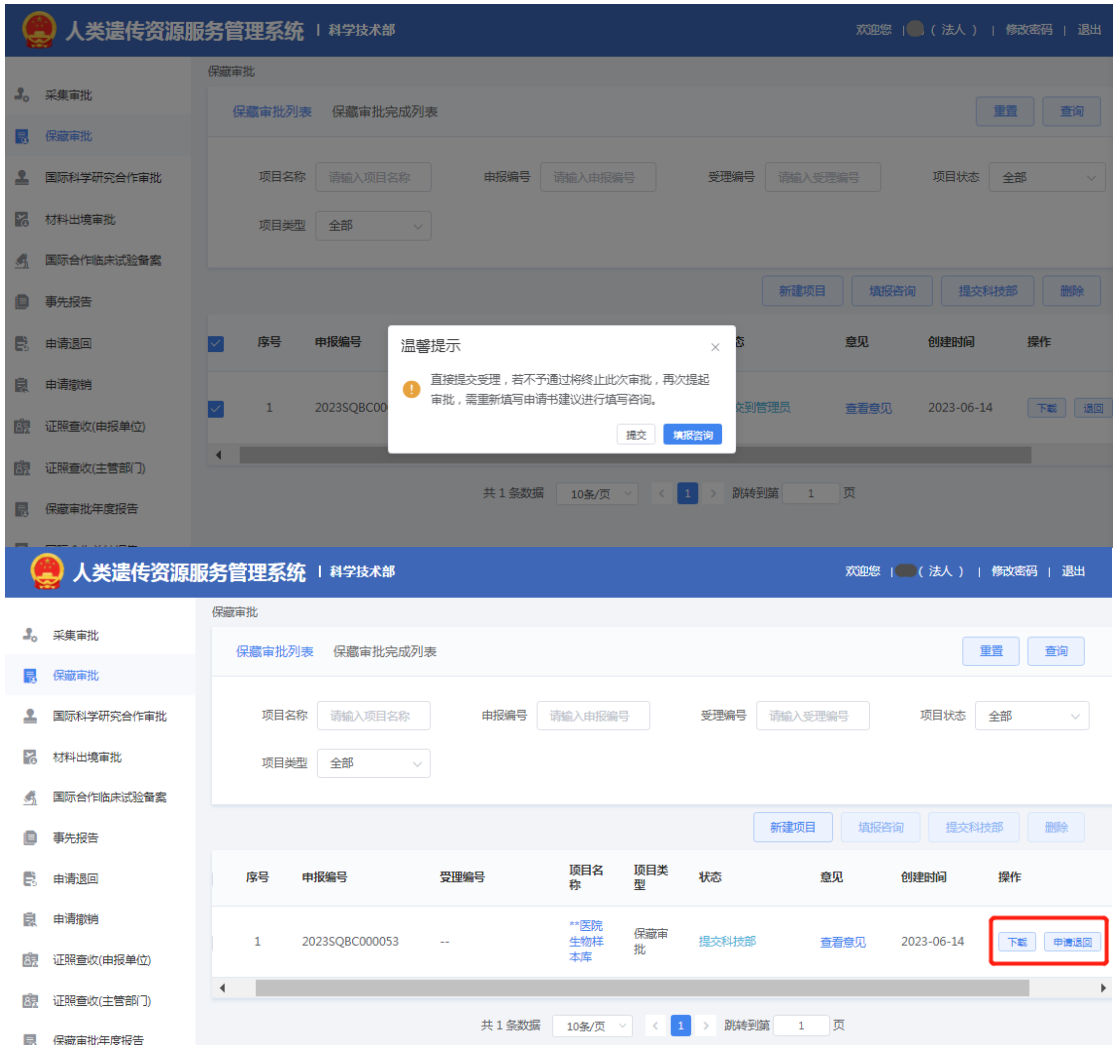 人类遗传资源服务管理系统 | 科学技术部
欢迎您 | （ 法人 ） | 修改密码 | 退出
保藏审批
采集审批
保藏审批
国际科学研究合作审批
材料出境审批
国际合作临床试验备案
事先报告
申请退回
申请撤销
证照查收(申报单位)
证照查收(主管部门)
保藏审批年度报告
保藏审批列表 保藏审批完成列表
重置 查询
项目名称 请输入项目名称 申报编号 请输入申报编号 受理编号 请输入受理编号 项目状态 全部
项目类型 全部
新建项目 填报咨询 提交科技部 删除
序号 申报编号 态 意见 创建时间 操作
1 2023SQBC00 交到管理员 查看意见 2023-06-14 下载 退回
温馨提示 ×
直接提交受理，若不予通过将终止此次审批，再次提起
审批，需重新填写申请书建议进行填写咨询。
提交 填报咨询
共 1 条数据 10条/页 < 1 > 跳转到第 1 页
人类遗传资源服务管理系统 | 科学技术部
欢迎您 | （ 法人 ） | 修改密码 | 退出
保藏审批
采集审批
保藏审批
国际科学研究合作审批
材料出境审批
国际合作临床试验备案
事先报告
申请退回
申请撤销
证照查收(申报单位)
证照查收(主管部门)
保藏审批年度报告
保藏审批列表 保藏审批完成列表
重置 查询
项目名称 请输入项目名称 申报编号 请输入申报编号 受理编号 请输入受理编号 项目状态 全部
项目类型 全部
新建项目 填报咨询 提交科技部 删除
序号 申报编号 受理编号 项目名 项目类 状态 意见 创建时间 操作
称 型
**医院
1 2023SQBC000053 -- 生物样 保藏审 提交科技部 查看意见 2023-06-14 下载 申请退回
本库 批
共 1 条数据 10条/页 < 1 > 跳转到第 1 页